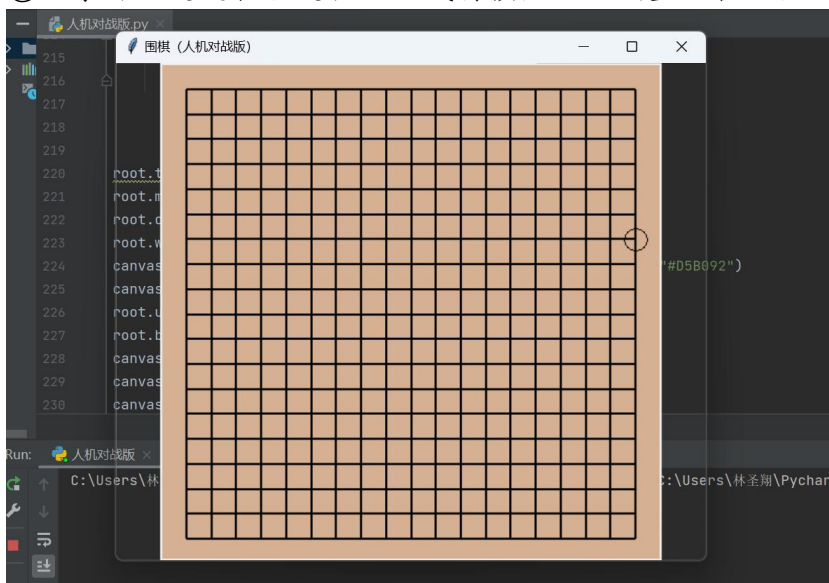 人机对战版.py
围棋（人机对战版）
215
216
217
218
219
220 root.t
221 root.m
222 root.c
223 root.w
224 canvas "#D5B092")
225 canvas
226 root.u
227 root.b
228 canvas
229 canvas
230 canvas
Run: 人机对战版
C:\Users\林 C:\Users\林圣翔\Pychar